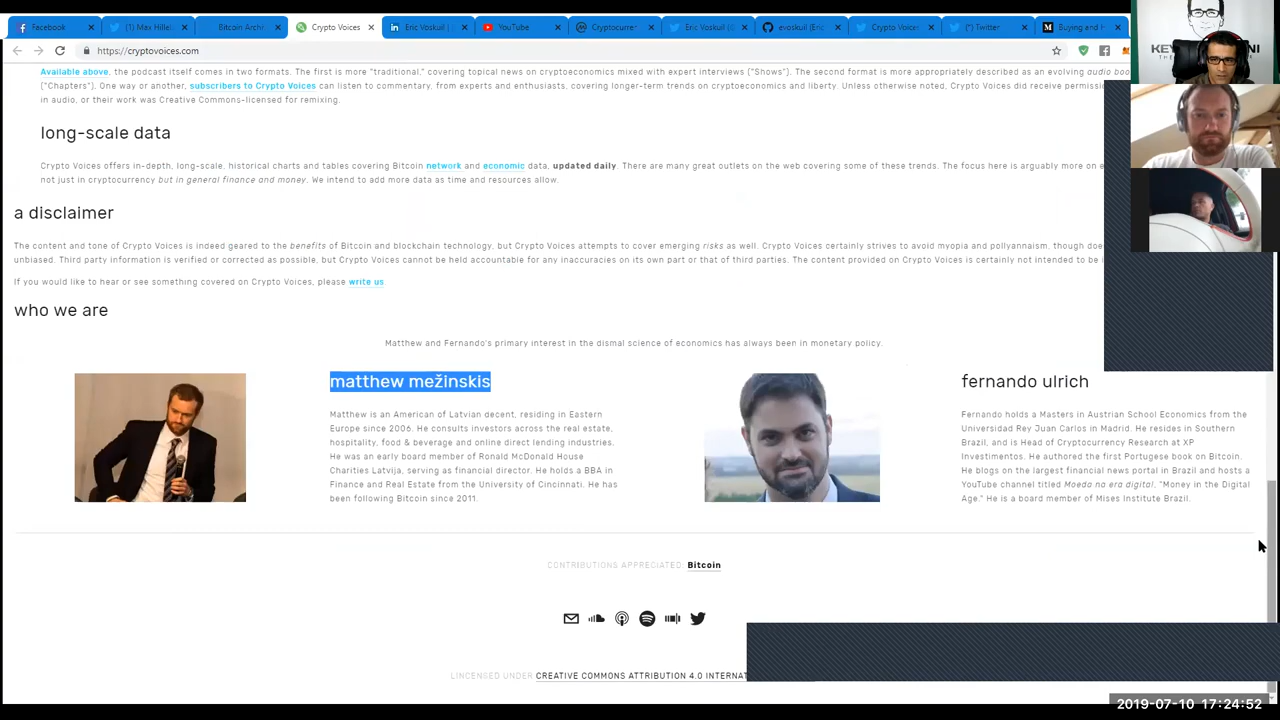 Facebook
(1) Max Hille
Bitcoin Archi
Crypto Voices
Eric Voskuil |
YouTube
Cryptocurre
Eric Voskuil (
evoskuil (Eric
Crypto Voice
(*) Twitter
Buying and H
https://cryptovoices.com
Available above, the podcast itself comes in two formats. The first is more "traditional," covering topical news on cryptoeconomics mixed with expert interviews ("Shows"). The second format is more appropriately described as an evolving audio boo
("Chapters"). One way or another, subscribers to Crypto Voices can listen to commentary, from experts and enthusiasts, covering longer-term trends on cryptoeconomics and liberty. Unless otherwise noted, Crypto Voices did receive permissio
in audio, or their work was Creative Commons-licensed for remixing.
long-scale data
Crypto Voices offers in-depth, long-scale, historical charts and tables covering Bitcoin network and economic data, updated daily. There are many great outlets on the web covering some of these trends. The focus here is arguably more on e
not just in cryptocurrency but in general finance and money. We intend to add more data as time and resources allow.
a disclaimer
The content and tone of Crypto Voices is indeed geared to the benefits of Bitcoin and blockchain technology, but Crypto Voices attempts to cover emerging risks as well. Crypto Voices certainly strives to avoid myopia and pollyannaism, though doe
unbiased. Third party information is verified or corrected as possible, but Crypto Voices cannot be held accountable for any inaccuracies on its own part or that of third parties. The content provided on Crypto Voices is certainly not intended to be i
If you would like to hear or see something covered on Crypto Voices, please write us.
who we are
Matthew and Fernando's primary interest in the dismal science of economics has always been in monetary policy.
matthew mežinskis
Matthew is an American of Latvian decent, residing in Eastern
Europe since 2006. He consults investors across the real estate,
hospitality, food & beverage and online direct lending industries.
He was an early board member of Ronald McDonald House
Charities Latvija, serving as financial director. He holds a BBA in
Finance and Real Estate from the University of Cincinnati. He has
been following Bitcoin since 2011.
fernando ulrich
Fernando holds a Masters in Austrian School Economics from the
Universidad Rey Juan Carlos in Madrid. He resides in Southern
Brazil, and is Head of Cryptocurrency Research at XP
Investimentos. He authored the first Portugese book on Bitcoin.
He blogs on the largest financial news portal in Brazil and hosts a
YouTube channel titled Moeda na era digital, "Money in the Digital
Age." He is a board member of Mises Institute Brazil.
CONTRIBUTIONS APPRECIATED: Bitcoin
LINCENSED UNDER CREATIVE COMMONS ATTRIBUTION 4.0 INTERNAT
2019-07-10 17:24:52